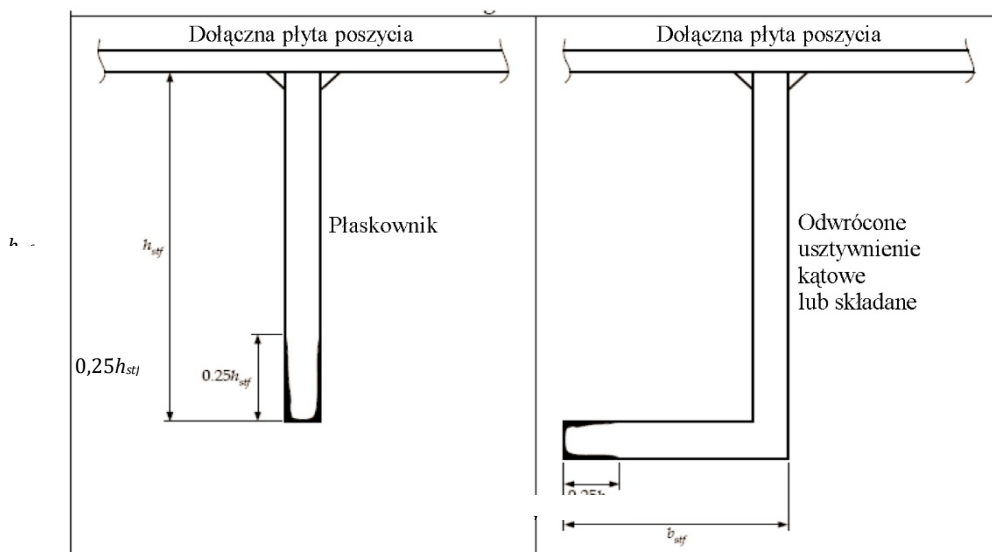 Dołączna płyta poszycia
h_stf
Płaskownik
0,25h_stf
0.25h_stf
Dołączna płyta poszycia
Odwrócone
usztywnienie
kątowe
lub składane
b_stf